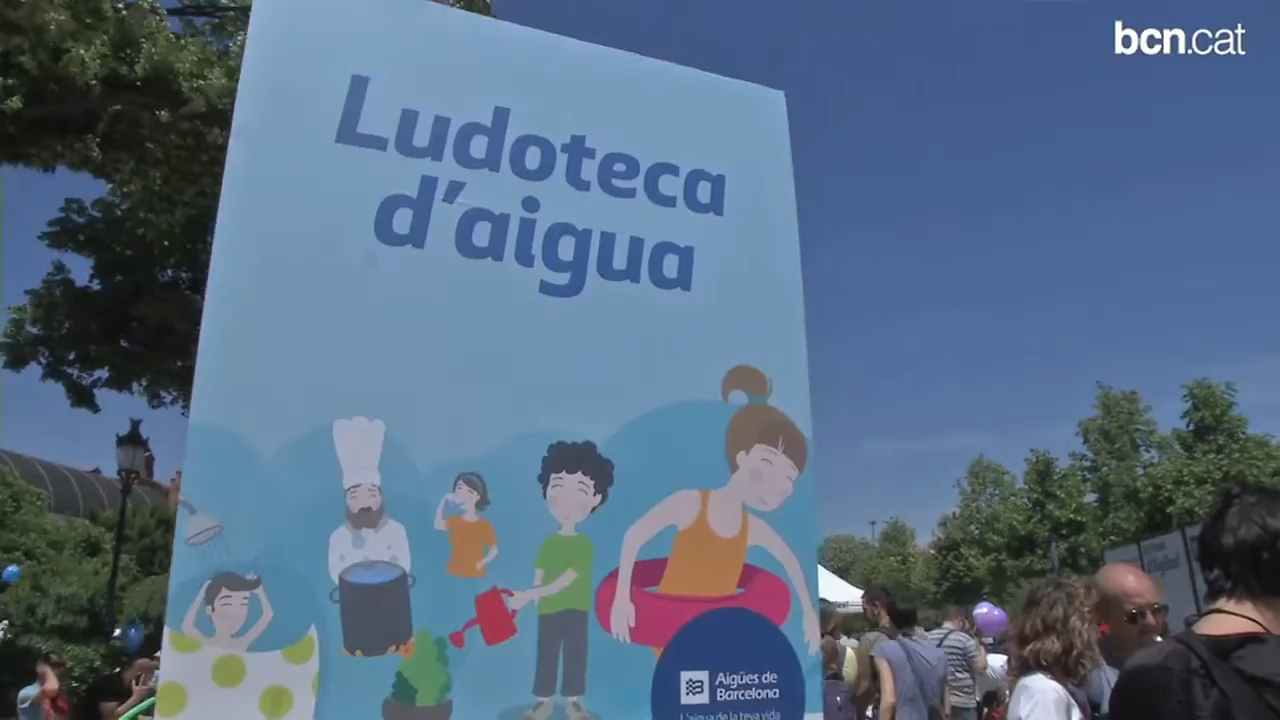 bcn.cat
Ludoteca
d'aigua
Aigües de
Barcelona
L'aigua de la teva vida